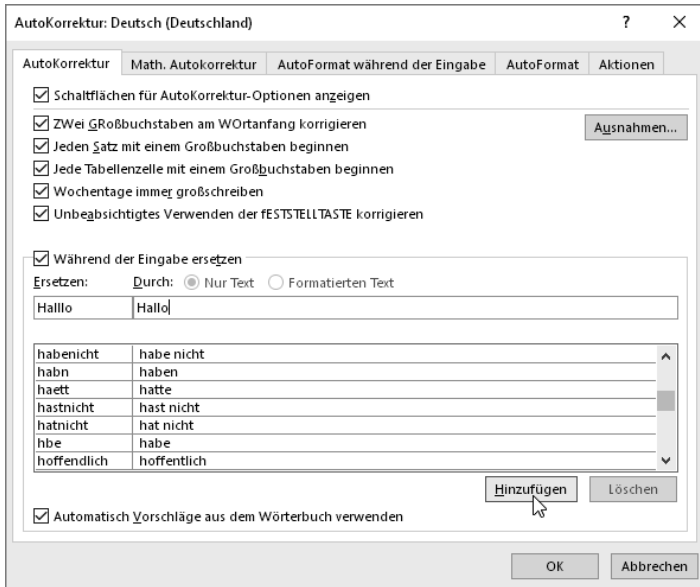 AutoKorrektur: Deutsch (Deutschland) ? ×
AutoKorrektur Math. Autokorrektur AutoFormat während der Eingabe AutoFormat Aktionen
Schaltflächen für AutoKorrektur-Optionen anzeigen
ZWei GRoßbuchstaben am WOrtanfang korrigieren
Ausnahmen...
Jeden Satz mit einem Großbuchstaben beginnen
Jede Tabellenzelle mit einem Großbuchstaben beginnen
Wochentage immer großschreiben
Unbeabsichtigtes Verwenden der fESTSTELLTASTE korrigieren
Während der Eingabe ersetzen
Ersetzen: Durch: Nur Text Formatierten Text
Halllo Hallo
habenicht habe nicht
habn haben
haett hatte
hastnicht hast nicht
hatnicht hat nicht
hbe habe
hoffendlich hoffentlich
Hinzufügen Löschen
Automatisch Vorschläge aus dem Wörterbuch verwenden
OK Abbrechen